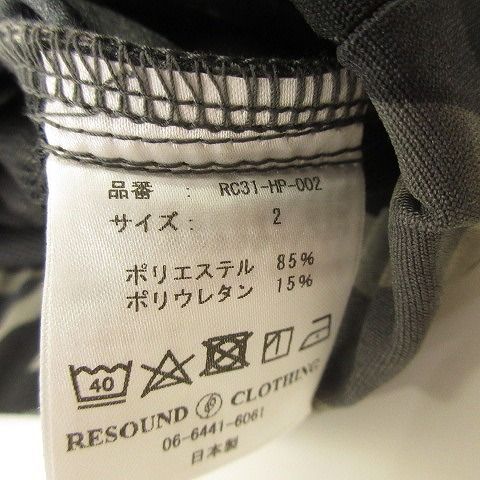 品番 : RC31-HP-002
サイズ: 2
ポリエステル 85%
ポリウレタン 15%
40
RESOUND CLOTHING
06-6441-6061
日本製